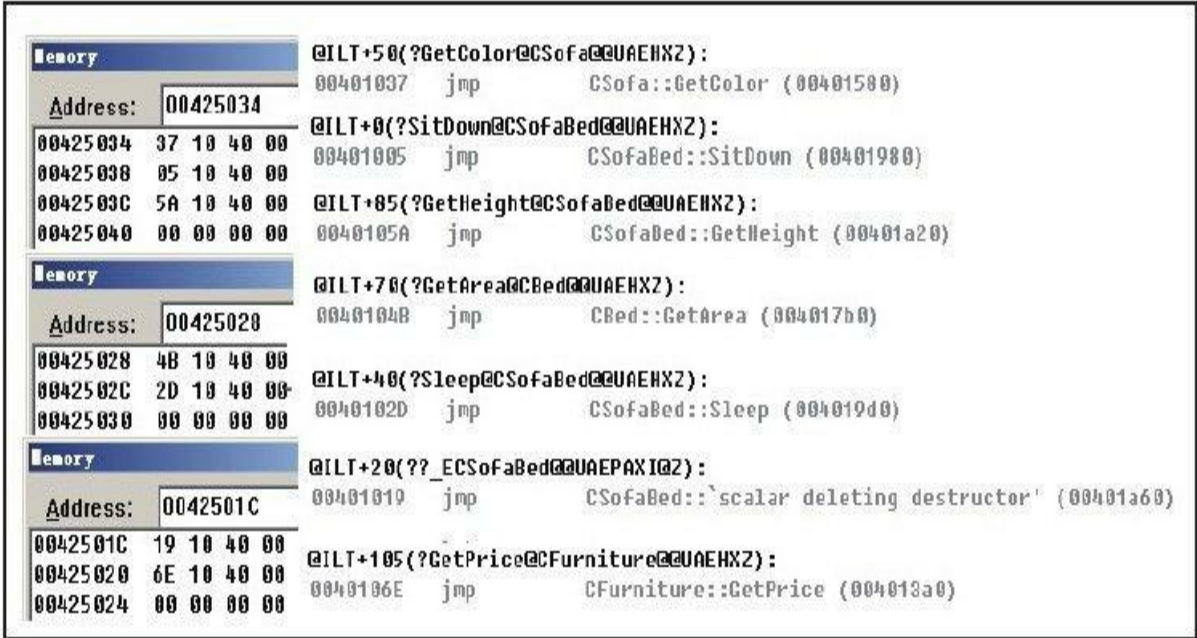 Memory
Address: 00425034
00425034 37 10 40 00
00425038 05 10 40 00
0042503C 5A 10 40 00
00425040 00 00 00 00
@ILT+50(?GetColor@CSofa@@UAEHXZ):
00401037 jmp CSofa::GetColor (00401580)
@ILT+0(?SitDown@CSofaBed@@UAEHXZ):
00401005 jmp CSofaBed::SitDown (00401980)
@ILT+85(?GetHeight@CSofaBed@@UAEHXZ):
0040105A jmp CSofaBed::GetHeight (00401a20)
Memory
Address: 00425028
00425028 4B 10 40 00
0042502C 2D 10 40 00
00425030 00 00 00 00
@ILT+70(?GetArea@CBed@@UAEHXZ):
0040104B jmp CBed::GetArea (004017b0)
@ILT+40(?Sleep@CSofaBed@@UAEHXZ):
0040102D jmp CSofaBed::Sleep (004019d0)
Memory
Address: 0042501C
0042501C 19 10 40 00
00425020 6E 10 40 00
00425024 00 00 00 00
@ILT+20(??_ECSofaBed@@UAEPAXI@Z):
00401019 jmp CSofaBed::`scalar deleting destructor' (00401a60)
@ILT+105(?GetPrice@CFurniture@@UAEHXZ):
0040106E jmp CFurniture::GetPrice (004013a0)